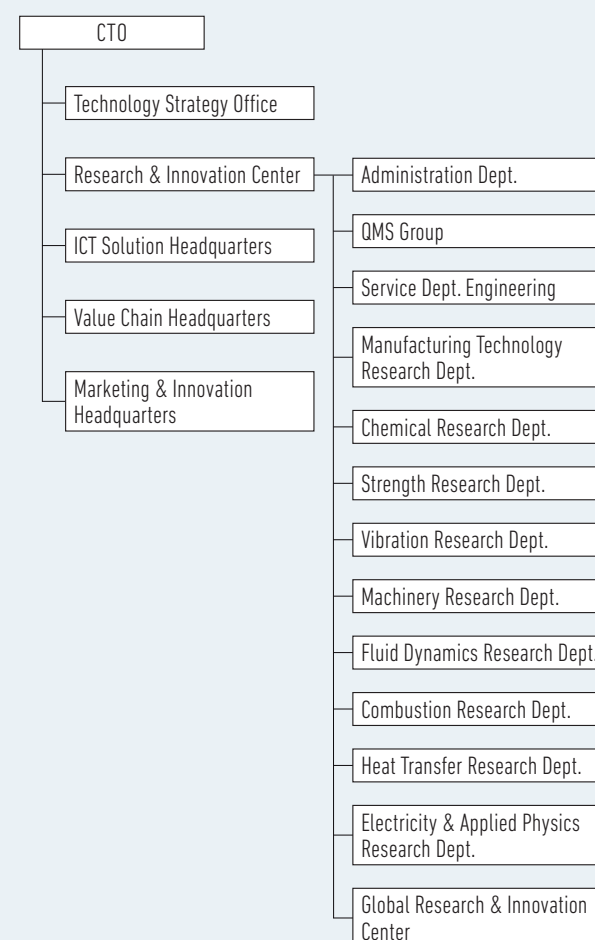 CTO
Technology Strategy Office
Research & Innovation Center
ICT Solution Headquarters
Value Chain Headquarters
Marketing & Innovation
Headquarters
Administration Dept.
QMS Group
Service Dept. Engineering
Manufacturing Technology
Research Dept.
Chemical Research Dept.
Strength Research Dept.
Vibration Research Dept.
Machinery Research Dept.
Fluid Dynamics Research Dept.
Combustion Research Dept.
Heat Transfer Research Dept.
Electricity & Applied Physics
Research Dept.
Global Research & Innovation
Center